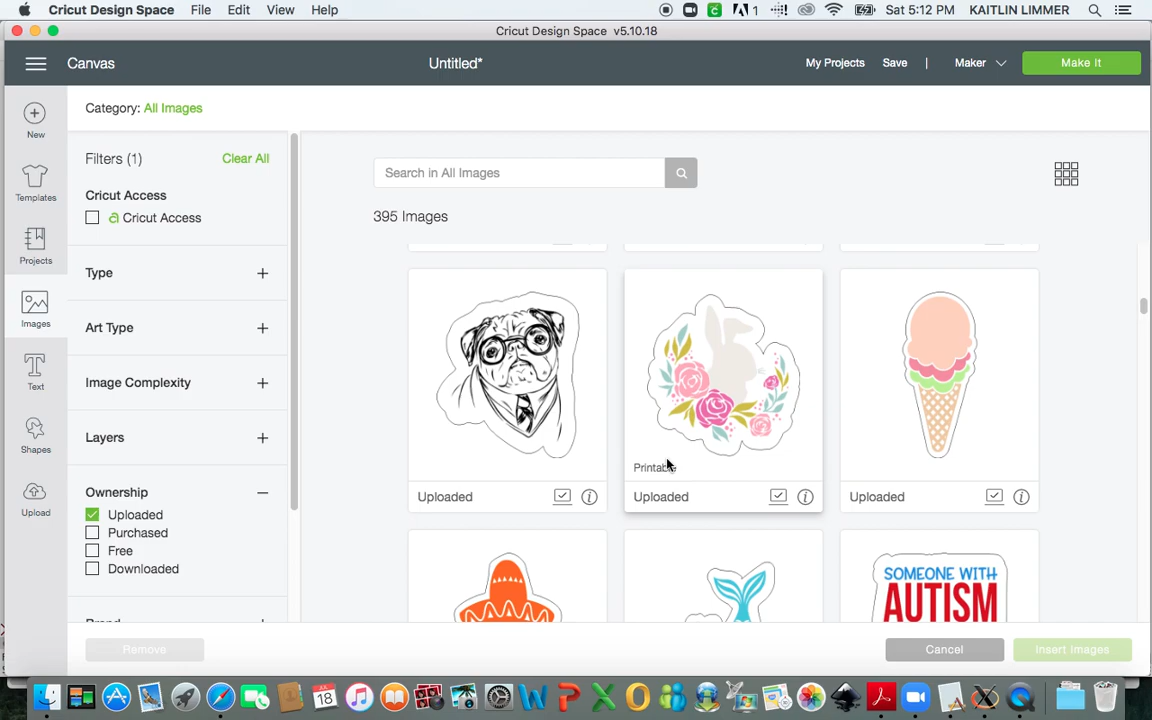 Cricut Design Space File Edit View Help 1 Sat 5:12 PM KAITLIN LIMMER
Cricut Design Space v5.10.18
Canvas Untitled* My Projects Save | Maker Make It
New
Templates
Projects
Images
Text
Shapes
Upload
Category: All Images
Filters (1) Clear All
Cricut Access
a Cricut Access
Type +
Art Type +
Image Complexity +
Layers +
Ownership −
Uploaded
Purchased
Free
Downloaded
Search in All Images
395 Images
Printable
Uploaded
Uploaded
Uploaded
SOMEONE WITH
AUTISM
Remove Cancel Insert Images
18